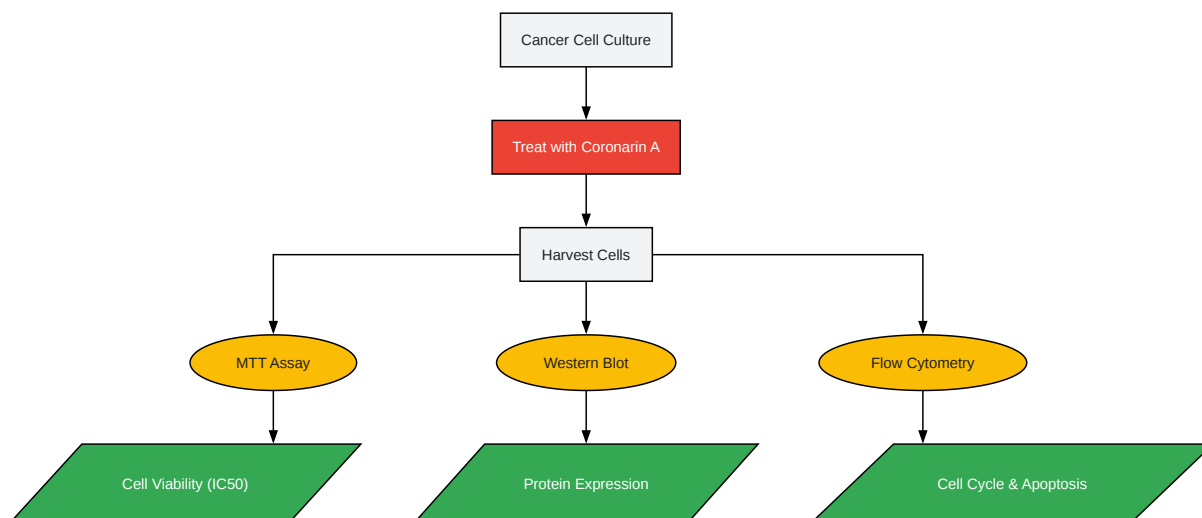 Cancer Cell Culture
Treat with Coronarin A
Harvest Cells
MTT Assay
Western Blot
Flow Cytometry
Cell Viability (IC50)
Protein Expression
Cell Cycle & Apoptosis